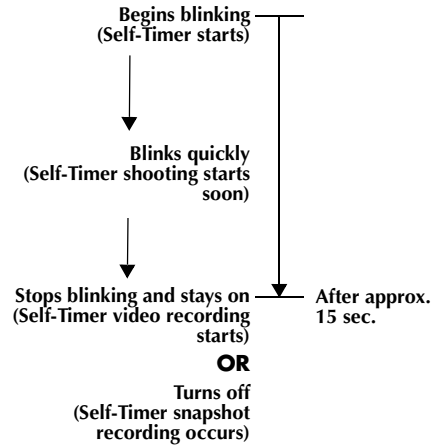 Begins blinking
(Self-Timer starts)
Blinks quickly
(Self-Timer shooting starts
soon)
Stops blinking and stays on
(Self-Timer video recording
starts)
After approx.
15 sec.
OR
Turns off
(Self-Timer snapshot
recording occurs)